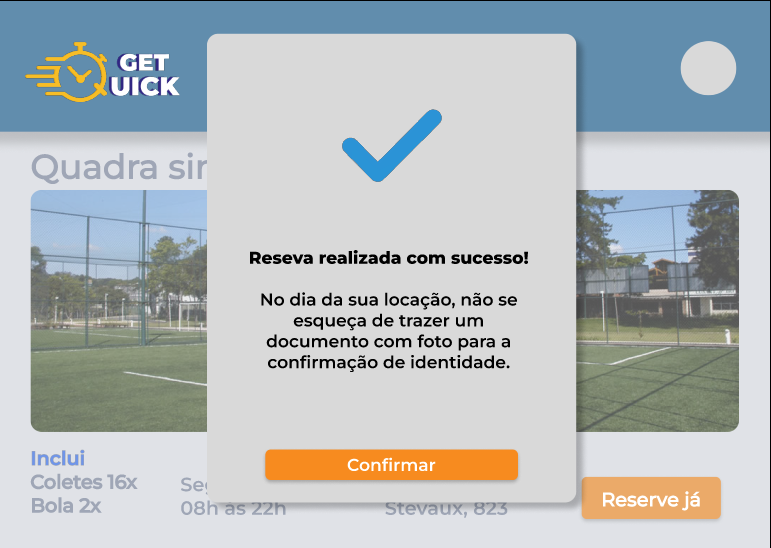 GET
QUICK
Quadra
Reseva realizada com sucesso!
No dia da sua locação, não se
esqueça de trazer um
documento com foto para a
confirmação de identidade.
Confirmar
Inclui
Coletes 16x
Bola 2x
08h às 22h
Stevaux, 823
Reserve já